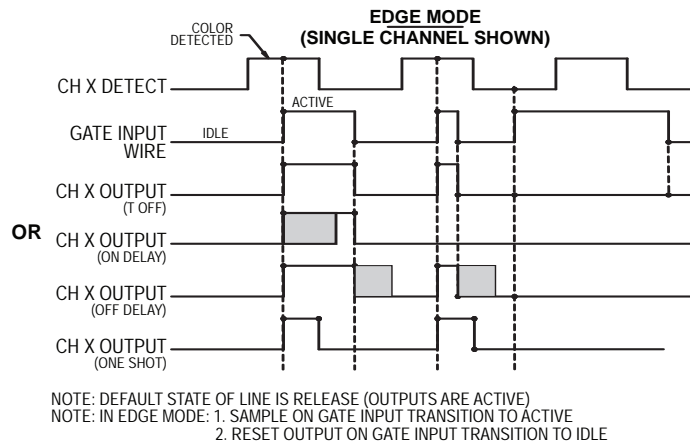 EDGE MODE
(SINGLE CHANNEL SHOWN)
COLOR
DETECTED
CH X DETECT
ACTIVE
GATE INPUT
WIRE
IDLE
CH X OUTPUT
(T OFF)
OR
CH X OUTPUT
(ON DELAY)
CH X OUTPUT
(OFF DELAY)
CH X OUTPUT
(ONE SHOT)
NOTE: DEFAULT STATE OF LINE IS RELEASE (OUTPUTS ARE ACTIVE)
NOTE: IN EDGE MODE: 1. SAMPLE ON GATE INPUT TRANSITION TO ACTIVE
2. RESET OUTPUT ON GATE INPUT TRANSITION TO IDLE